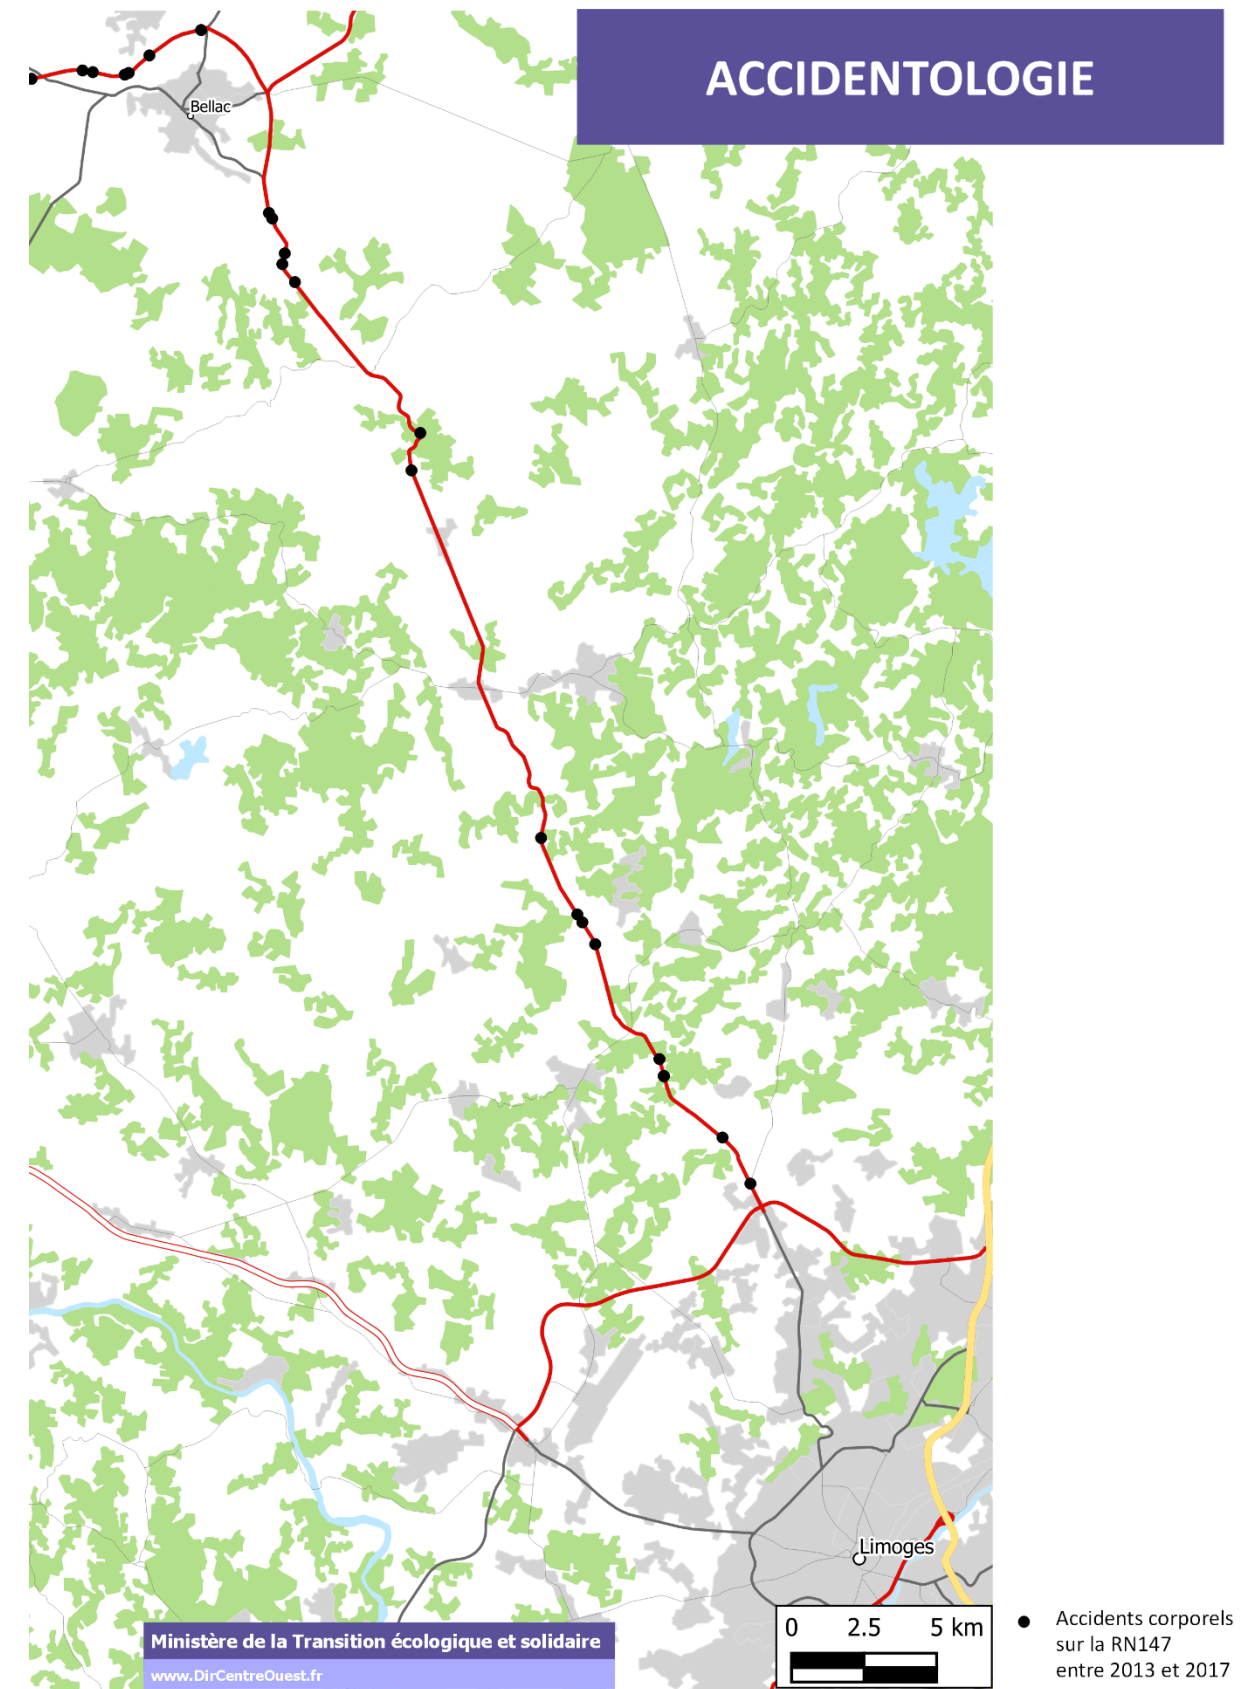 ACCIDENTOLOGIE
Bellac
Limoges
0 2.5 5 km
Accidents corporels
sur la RN147
entre 2013 et 2017
Ministère de la Transition écologique et solidaire
www.DirCentreOuest.fr